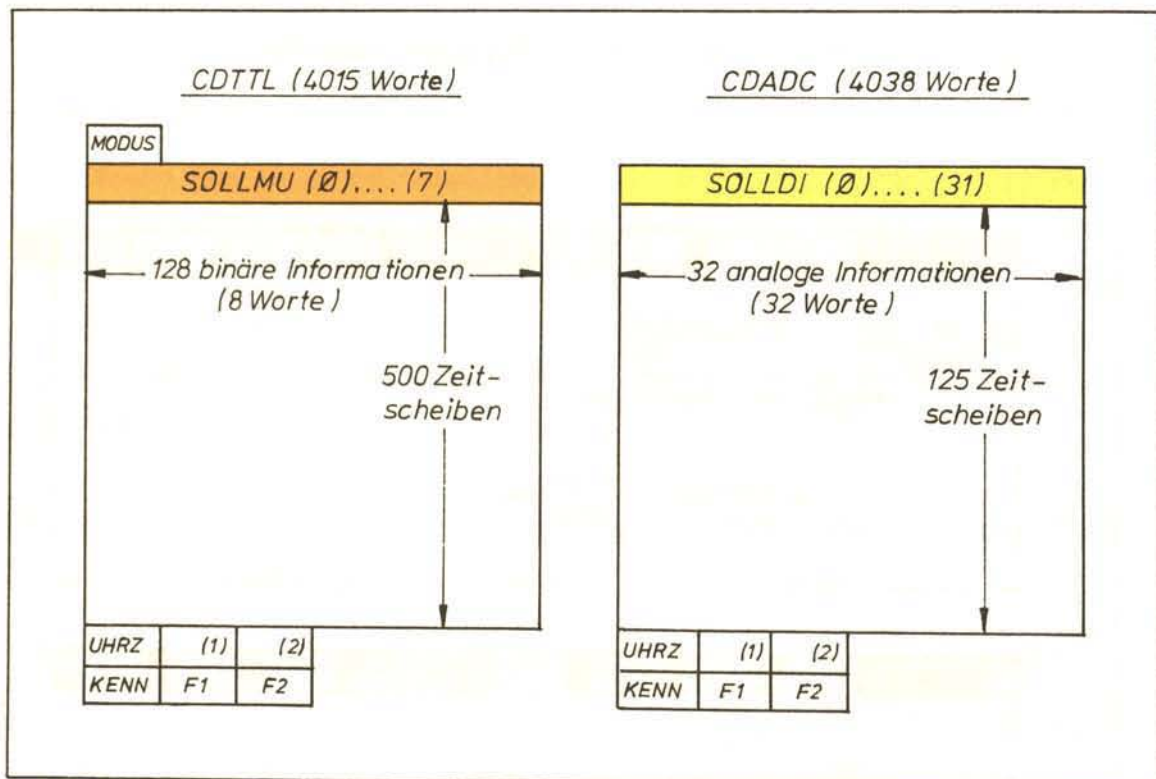 CDTTL (4015 Worte)
MODUS
SOLLMU (Ø).... (7)
128 binäre Informationen
(8 Worte)
500 Zeit-
scheiben
UHRZ (1) (2)
KENN F1 F2
CDADC (4038 Worte)
SOLLDI (Ø).... (31)
32 analoge Informationen
(32 Worte)
125 Zeit-
scheiben
UHRZ (1) (2)
KENN F1 F2